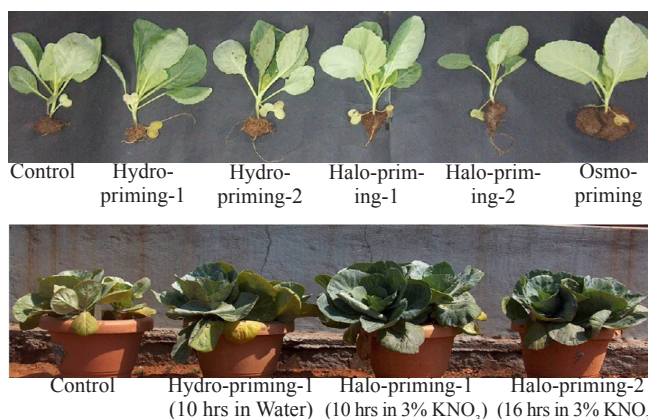 Control Hydro- Hydro- Halo-prim- Halo-prim- Osmo-
priming-1 priming-2 ing-1 ing-2 priming
Control Hydro-priming-1 Halo-priming-1 Halo-priming-2
(10 hrs in Water) (10 hrs in 3% KNO3) (16 hrs in 3% KNO